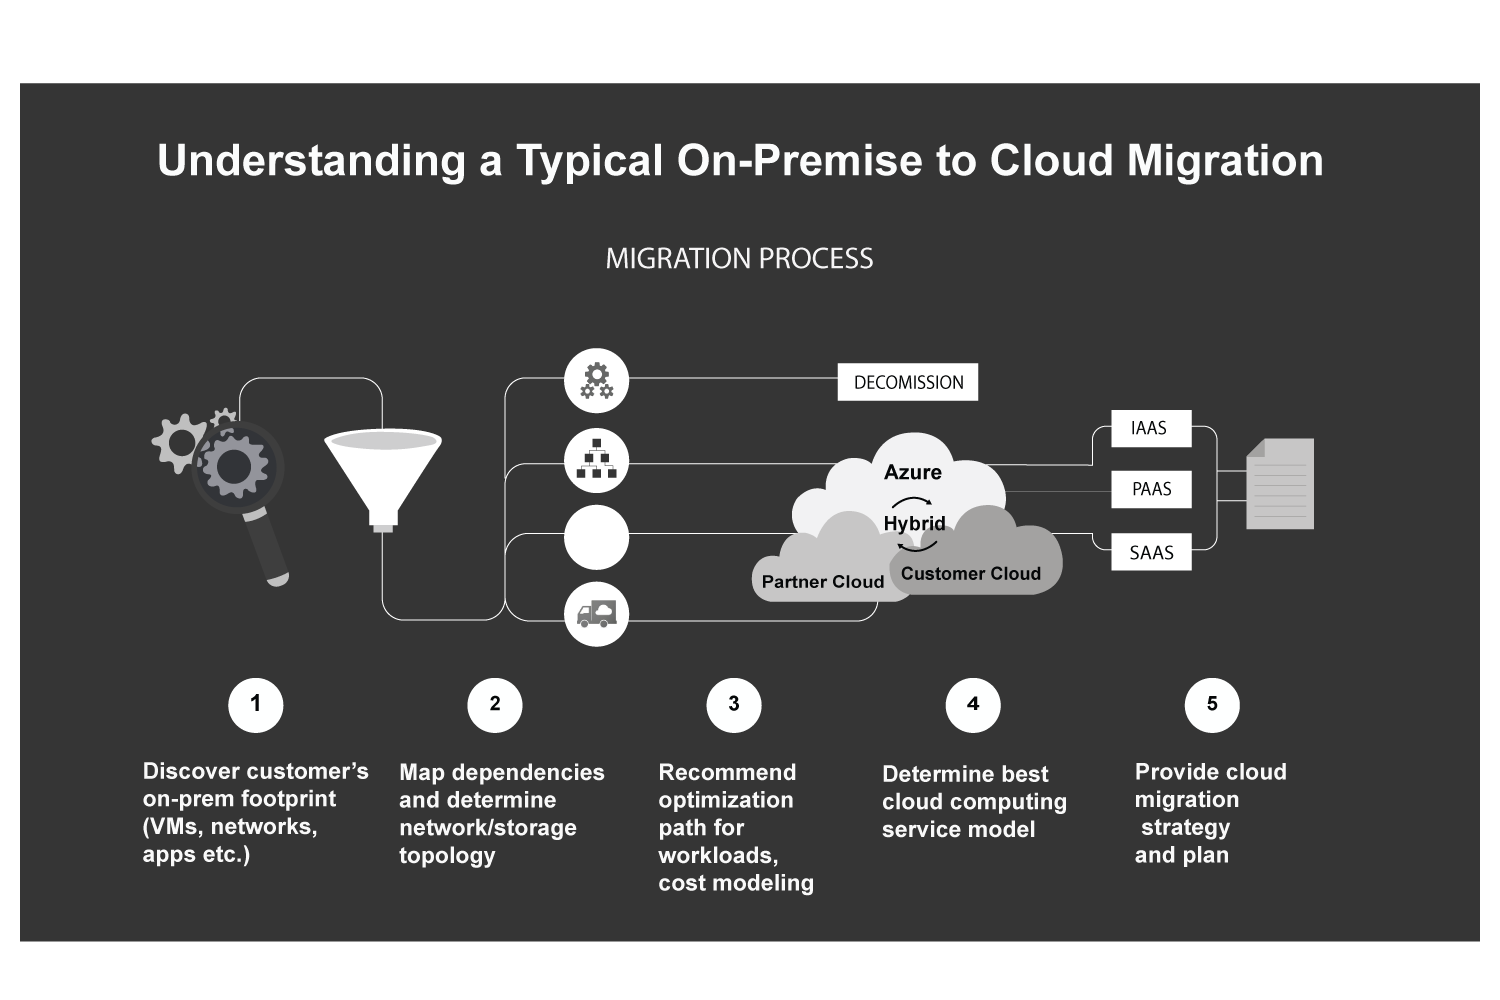 Understanding a Typical On-Premise to Cloud Migration
MIGRATION PROCESS
DECOMISSION
Azure
Hybrid
Partner Cloud
Customer Cloud
IAAS
PAAS
SAAS
1
Discover customer’s
on-prem footprint
(VMs, networks,
apps etc.)
2
Map dependencies
and determine
network/storage
topology
3
Recommend
optimization
path for
workloads,
cost modeling
4
Determine best
cloud computing
service model
5
Provide cloud
migration
strategy
and plan